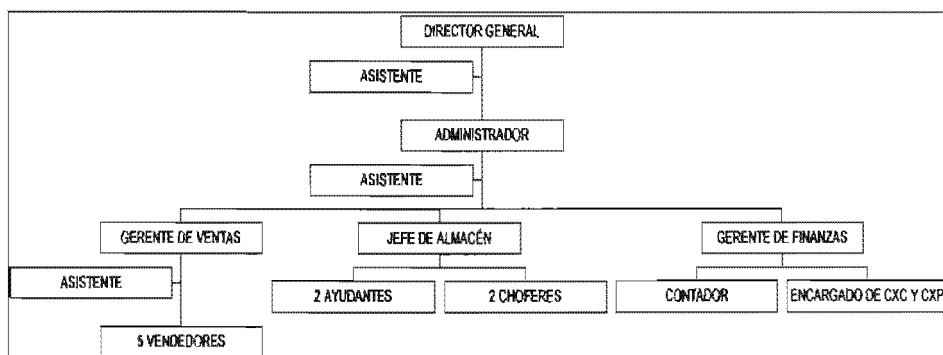 DIRECTOR GENERAL
ASISTENTE
ADMINISTRADOR
ASISTENTE
GERENTE DE VENTAS
JEFE DE ALMACÉN
GERENTE DE FINANZAS
ASISTENTE
2 AYUDANTES
2 CHOFERES
CONTADOR
ENCARGADO DE CXC Y CXP
5 VENDEDORES